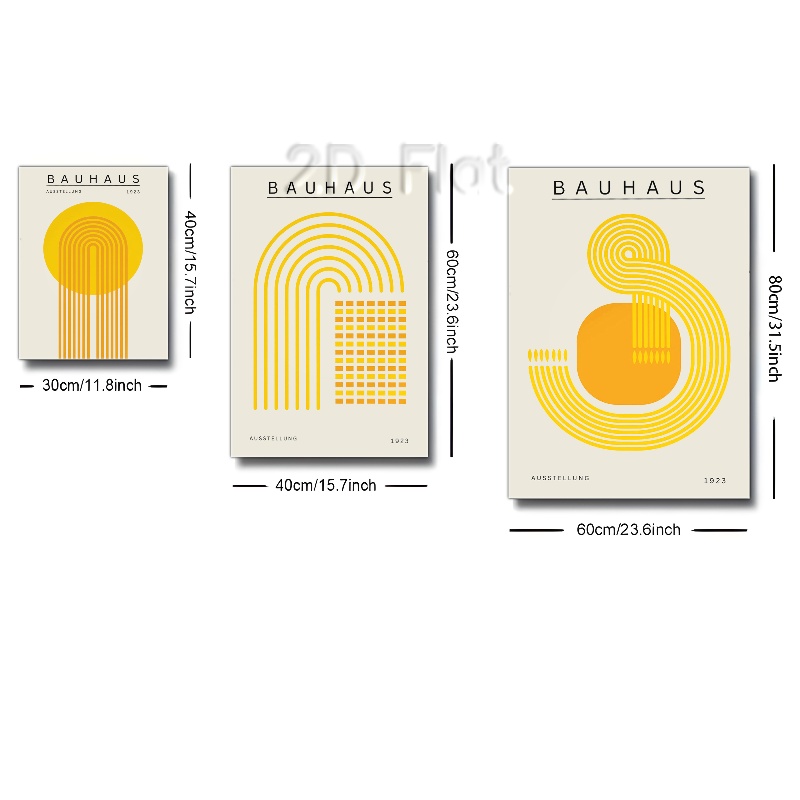 2D Flat
BAUHAUS
AUSSTELLUNG 1923
40cm/15.7inch
30cm/11.8inch
BAUHAUS
AUSSTELLUNG 1923
60cm/23.6inch
40cm/15.7inch
BAUHAUS
AUSSTELLUNG 1923
80cm/31.5inch
60cm/23.6inch